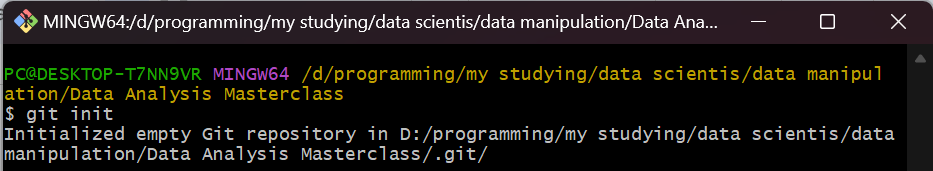 MINGW64:/d/programming/my studying/data scientis/data manipulation/Data Ana...
PC@DESKTOP-T7NN9VR MINGW64 /d/programming/my studying/data scientis/data manipul
ation/Data Analysis Masterclass
$ git init
Initialized empty Git repository in D:/programming/my studying/data scientis/data
manipulation/Data Analysis Masterclass/.git/